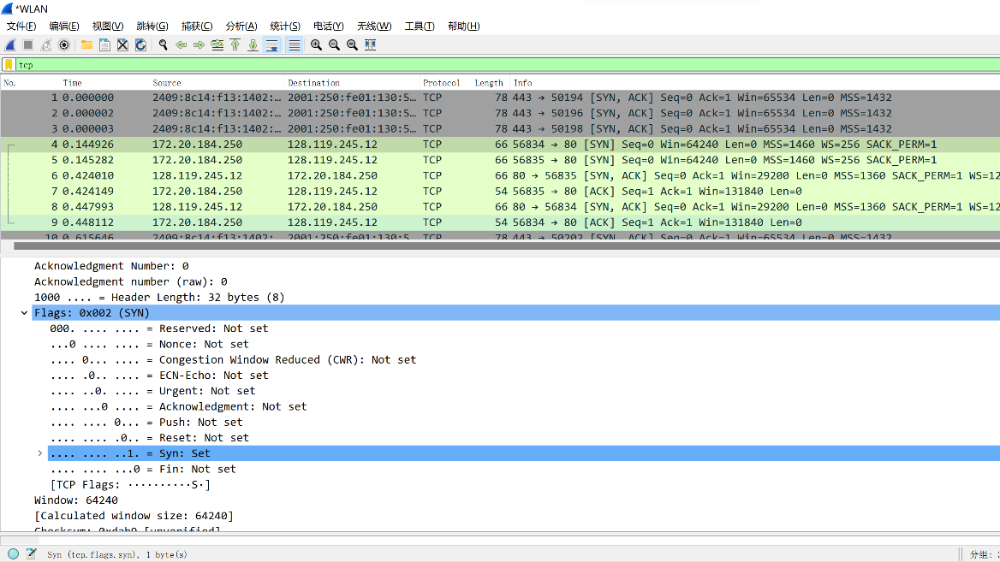 *WLAN
文件(F) 编辑(E) 视图(V) 跳转(G) 捕获(C) 分析(A) 统计(S) 电话(Y) 无线(W) 工具(T) 帮助(H)
tcp
No. Time Source Destination Protocol Length Info
1 0.000000 2409:8c14:f13:1402:… 2001:250:fe01:130:5… TCP 78 443 → 50194 [SYN, ACK] Seq=0 Ack=1 Win=65534 Len=0 MSS=1432
2 0.000002 2409:8c14:f13:1402:… 2001:250:fe01:130:5… TCP 78 443 → 50196 [SYN, ACK] Seq=0 Ack=1 Win=65534 Len=0 MSS=1432
3 0.000003 2409:8c14:f13:1402:… 2001:250:fe01:130:5… TCP 78 443 → 50198 [SYN, ACK] Seq=0 Ack=1 Win=65534 Len=0 MSS=1432
4 0.144926 172.20.184.250 128.119.245.12 TCP 66 56834 → 80 [SYN] Seq=0 Win=64240 Len=0 MSS=1460 WS=256 SACK_PERM=1
5 0.145282 172.20.184.250 128.119.245.12 TCP 66 56835 → 80 [SYN] Seq=0 Win=64240 Len=0 MSS=1460 WS=256 SACK_PERM=1
6 0.424010 128.119.245.12 172.20.184.250 TCP 66 80 → 56835 [SYN, ACK] Seq=0 Ack=1 Win=29200 Len=0 MSS=1360 SACK_PERM=1 WS=12
7 0.424149 172.20.184.250 128.119.245.12 TCP 54 56835 → 80 [ACK] Seq=1 Ack=1 Win=131840 Len=0
8 0.447993 128.119.245.12 172.20.184.250 TCP 66 80 → 56834 [SYN, ACK] Seq=0 Ack=1 Win=29200 Len=0 MSS=1360 SACK_PERM=1 WS=12
9 0.448112 172.20.184.250 128.119.245.12 TCP 54 56834 → 80 [ACK] Seq=1 Ack=1 Win=131840 Len=0
10 0.615646 2409:8c14:f13:1402:… 2001:250:fe01:130:5… TCP 78 443 → 50202 [SYN, ACK] Seq=0 Ack=1 Win=65534 Len=0 MSS=1432
Acknowledgment Number: 0
Acknowledgment number (raw): 0
1000 .... = Header Length: 32 bytes (8)
Flags: 0x002 (SYN)
000. .... .... = Reserved: Not set
...0 .... .... = Nonce: Not set
.... 0... .... = Congestion Window Reduced (CWR): Not set
.... .0.. .... = ECN-Echo: Not set
.... ..0. .... = Urgent: Not set
.... ...0 .... = Acknowledgment: Not set
.... .... 0... = Push: Not set
.... .... .0.. = Reset: Not set
.... .... ..1. = Syn: Set
.... .... ...0 = Fin: Not set
[TCP Flags: ··········S·]
Window: 64240
[Calculated window size: 64240]
Checksum: 0xdab9 [unverified]
Syn (tcp.flags.syn), 1 byte(s) 分组: